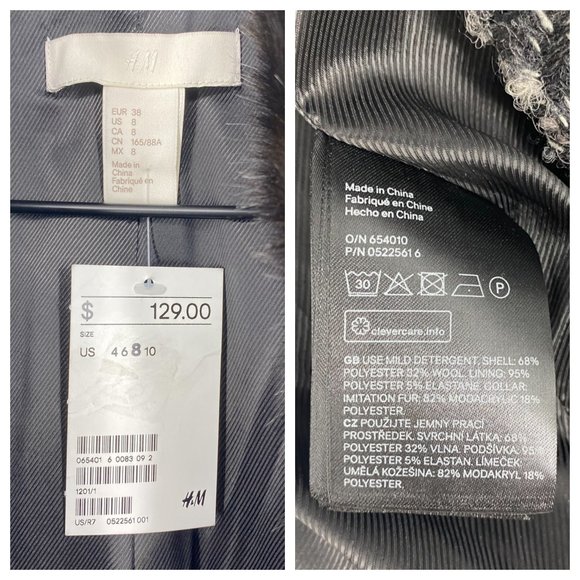 H&M
EUR 38
US 8
CA 8
CN 165/88A
MX 8
Made in
China
Fabriqué en
Chine
$ 129.00
SIZE
US 4 6 8 10
065401 6 0083 09 2
1201/1
US/R7 0522561 001
H&M
Made in China
Fabriqué en Chine
Hecho en China
O/N 654010
P/N 0522561 6
30
P
clevercare.info
GB USE MILD DETERGENT. SHELL: 68%
POLYESTER 32% WOOL. LINING: 95%
POLYESTER 5% ELASTANE. COLLAR:
IMITATION FUR: 82% MODACRYLIC 18%
POLYESTER.
CZ POUŽIJTE JEMNÝ PRACÍ
PROSTŘEDEK. SVRCHNÍ LÁTKA: 68%
POLYESTER 32% VLNA. PODŠÍVKA: 95
POLYESTER 5% ELASTAN. LÍMEČEK:
UMĚLÁ KOŽEŠINA: 82% MODAKRYL 18%
POLYESTER.